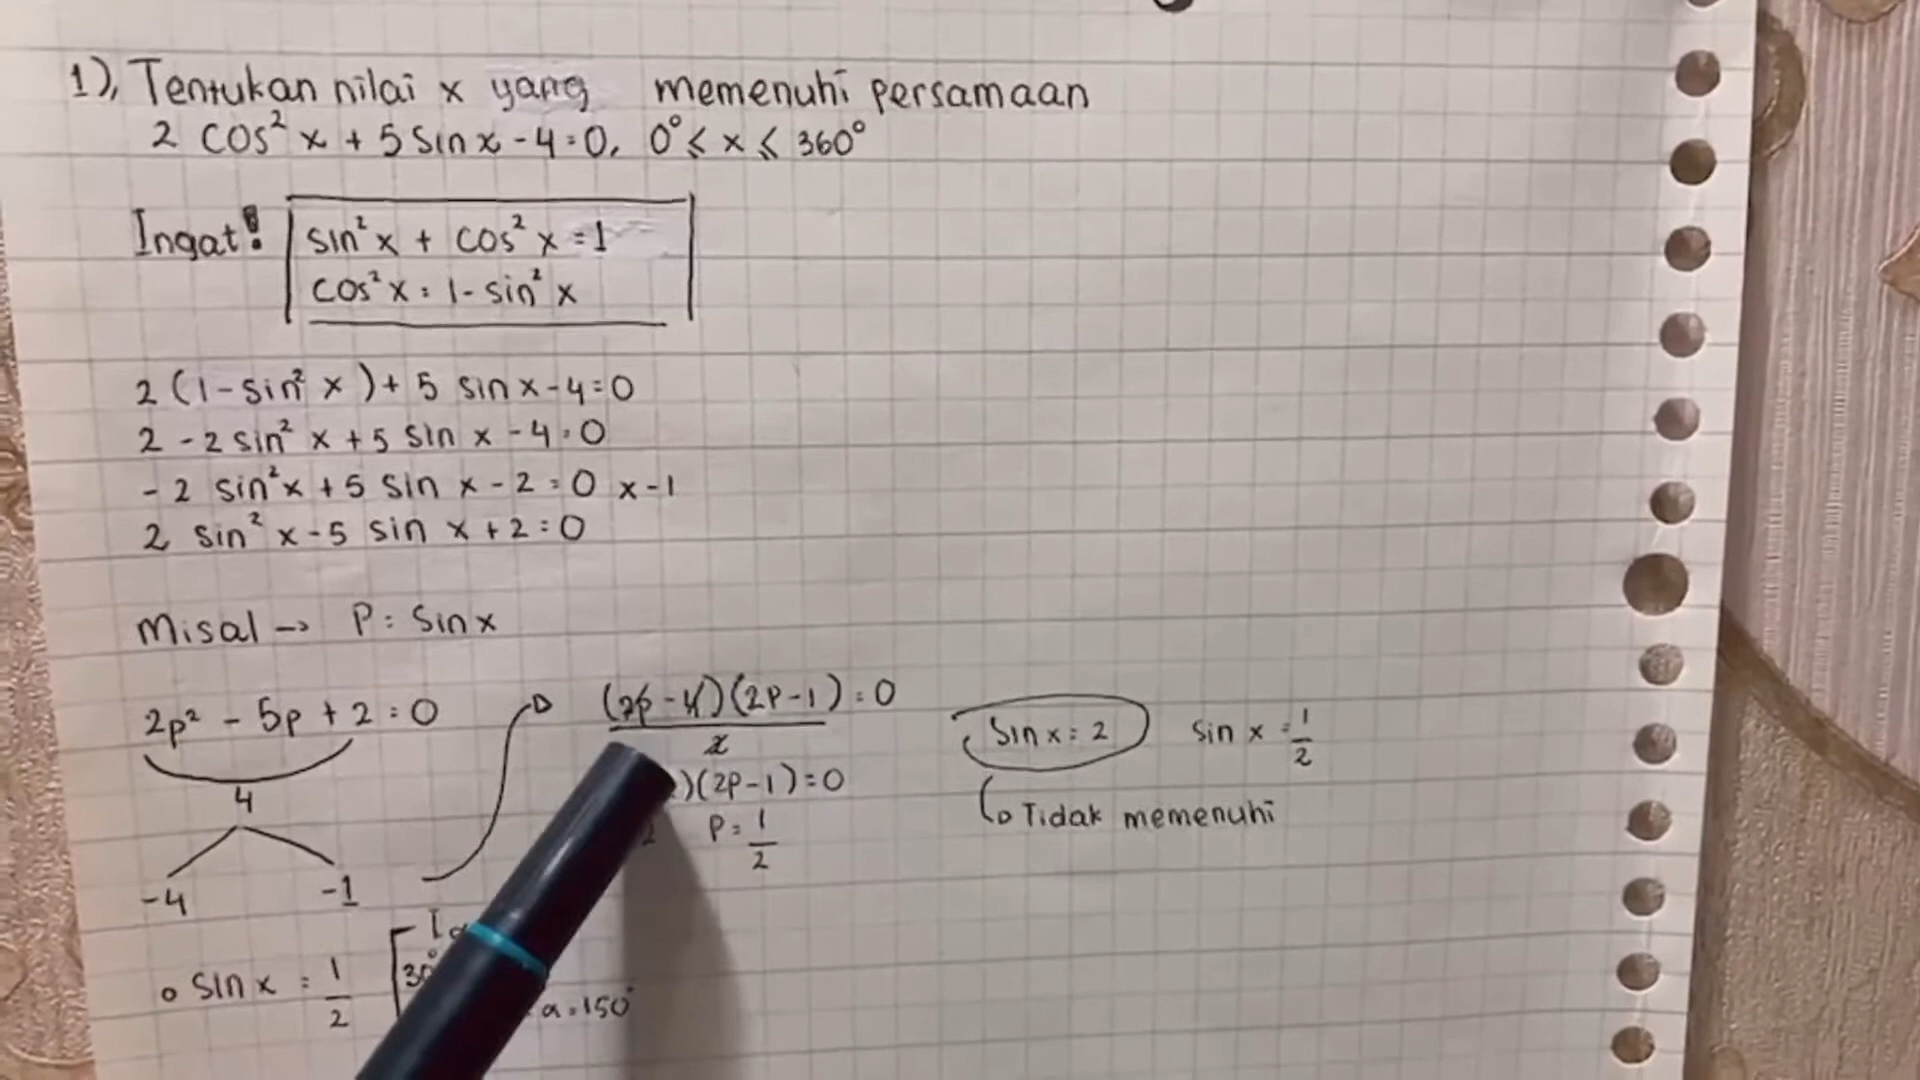 1), Tentukan nilai x yang memenuhi persamaan
2 cos² x + 5 sin x - 4 = 0, 0° ≤ x ≤ 360°
Ingat! sin² x + cos² x = 1
cos² x = 1 - sin² x
2 (1 - sin² x) + 5 sin x - 4 = 0
2 - 2 sin² x + 5 sin x - 4 = 0
- 2 sin² x + 5 sin x - 2 = 0 x - 1
2 sin² x - 5 sin x + 2 = 0
Misal → P = sin x
2p² - 5p + 2 = 0
4
-4 -1
(2p - 4)(2P - 1) = 0
2
)(2P - 1) = 0
2 P = 1/2
sin x = 2 sin x = 1/2
Tidak memenuhi
sin x = 1/2
30°
a = 150°